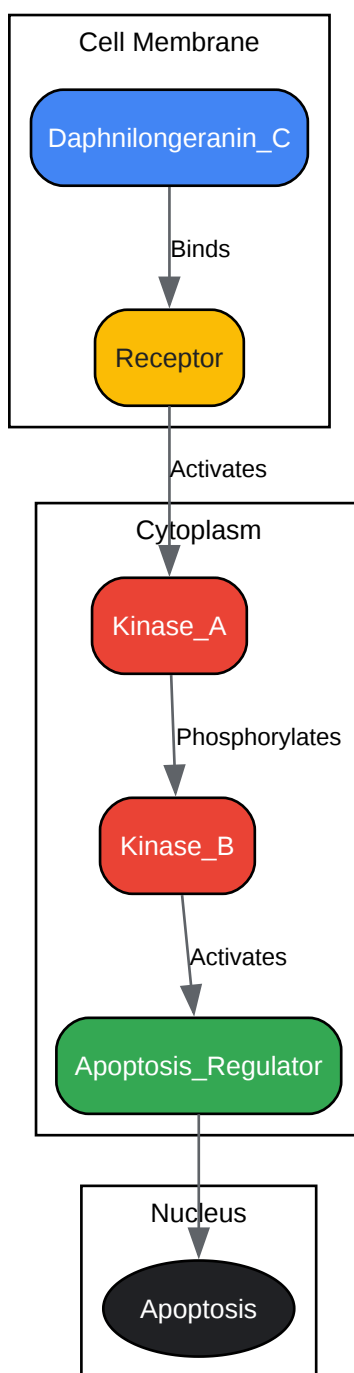 Cell Membrane
Daphnilongeranin_C
Binds
Receptor
Activates
Cytoplasm
Kinase_A
Phosphorylates
Kinase_B
Activates
Apoptosis_Regulator
Nucleus
Apoptosis